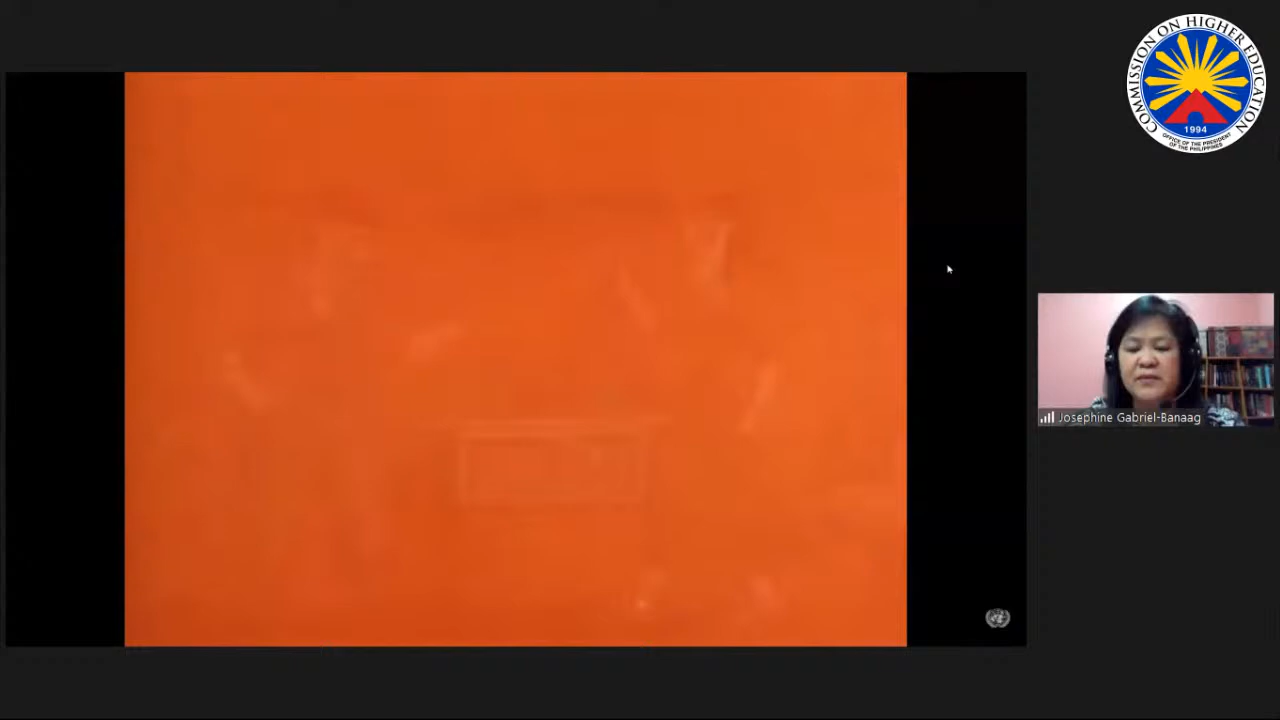 COMMISSION ON HIGHER EDUCATION
1994
OFFICE OF THE PRESIDENT
OF THE PHILIPPINES
Josephine Gabriel-Banaag